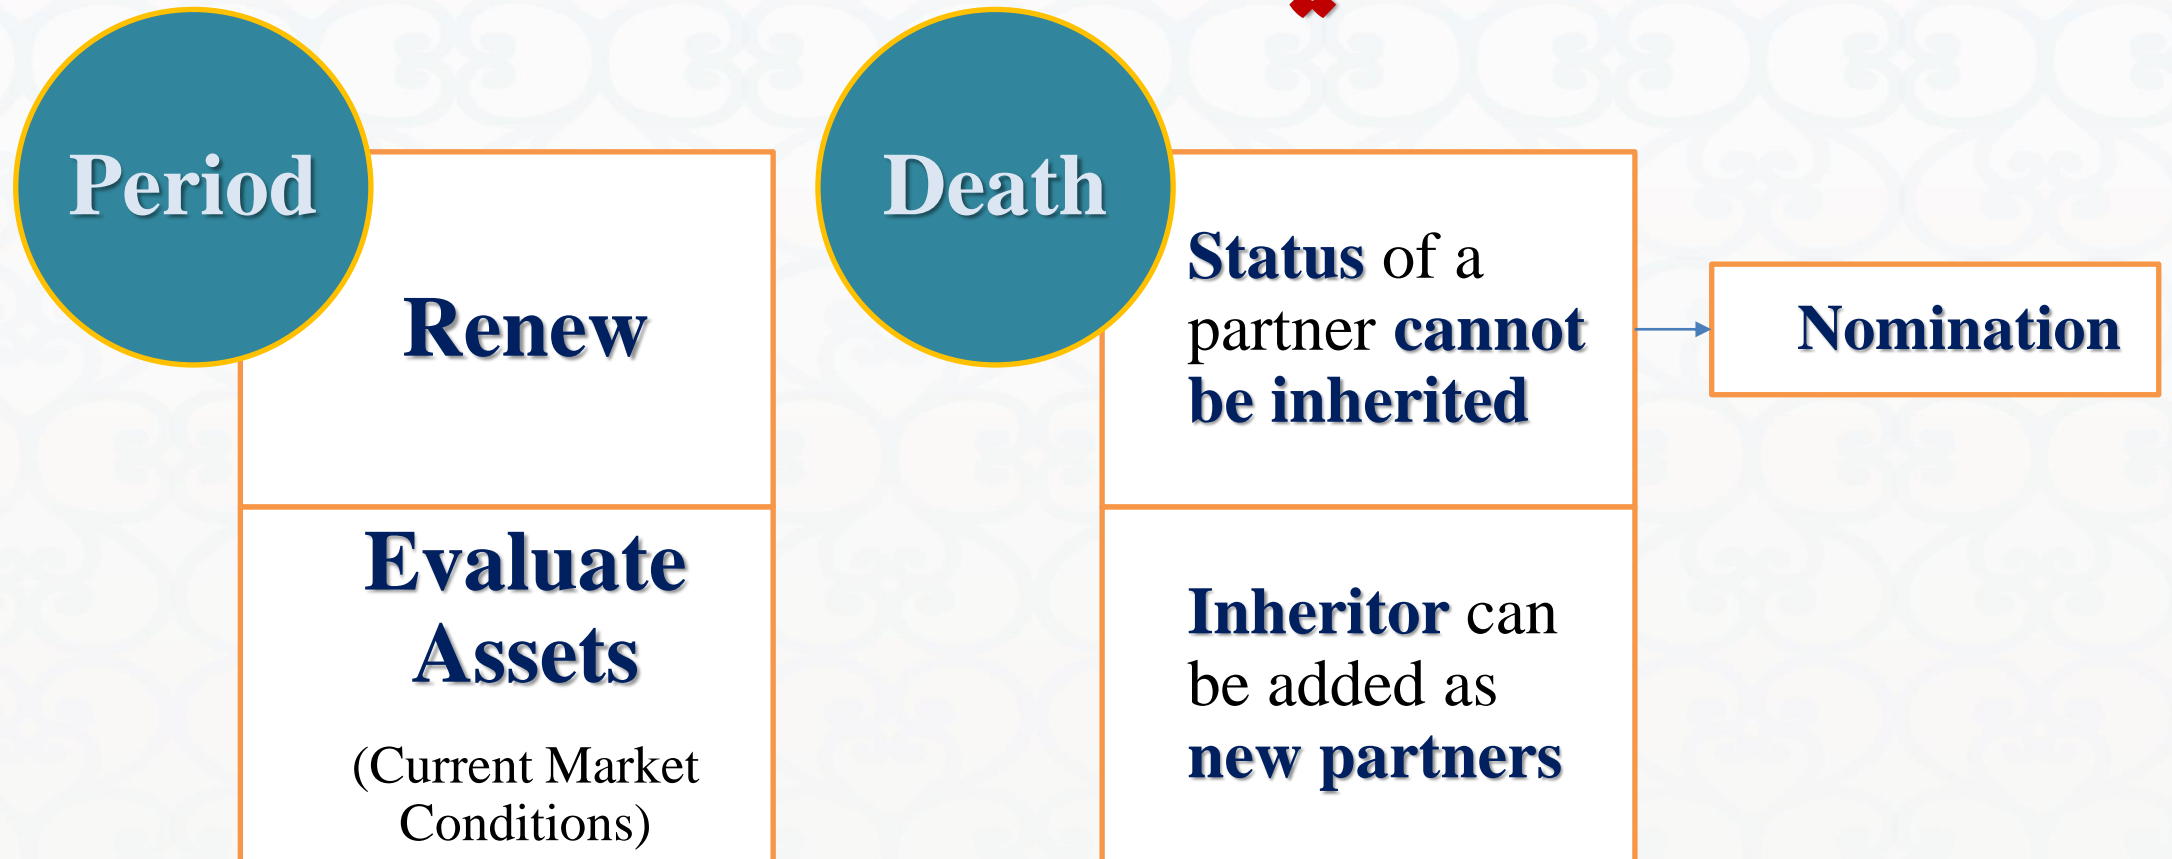 Period
Renew
Evaluate
Assets
(Current Market
Conditions)
Death
Status of a
partner cannot
be inherited
Nomination
Inheritor can
be added as
new partners